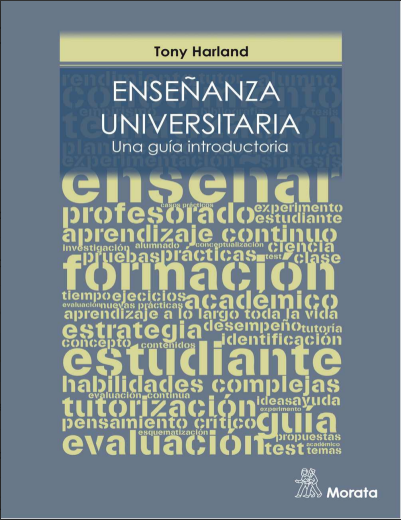 Tony Harland
ENSEÑANZA
UNIVERSITARIA
Una guía introductoria
enseñar
casos prácticos
profesorado experimento
estudiante
aprendizaje continuo
investigación alumnado conceptualización ciencia
pruebas prácticas test clase
formación
tiempo ejercicios académico
evaluación nuevas prácticas
aprendizaje a lo largo toda la vida
estrategia desempeño tutoría
concepto contenidos identificación
estudiante
habilidades complejas
evaluación continua ideas ayuda
tutorización experimento guía
pensamiento crítico
esquematización propuestas
evaluación test académico
temas
Morata